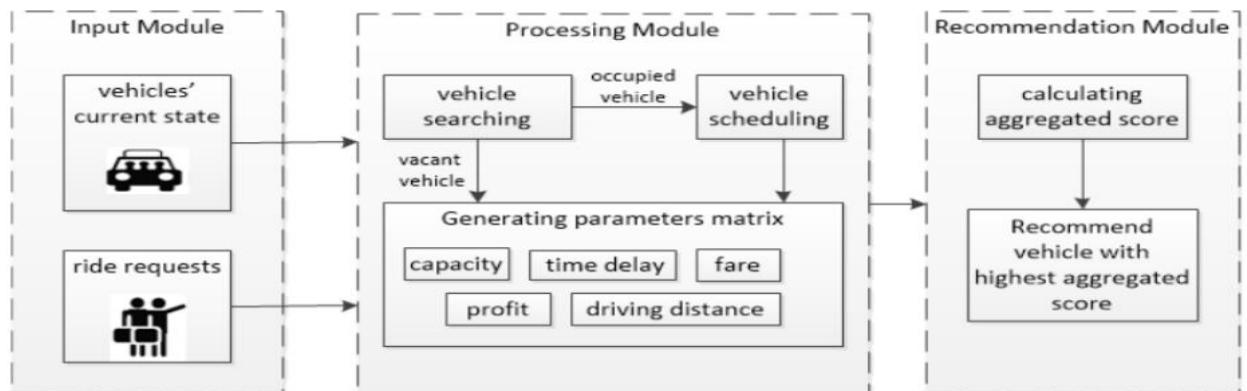 Input Module
vehicles'
current state
ride requests
Processing Module
vehicle
searching
occupied
vehicle
vehicle
scheduling
vacant
vehicle
Generating parameters matrix
capacity
time delay
fare
profit
driving distance
Recommendation Module
calculating
aggregated score
Recommend
vehicle with
highest aggregated
score